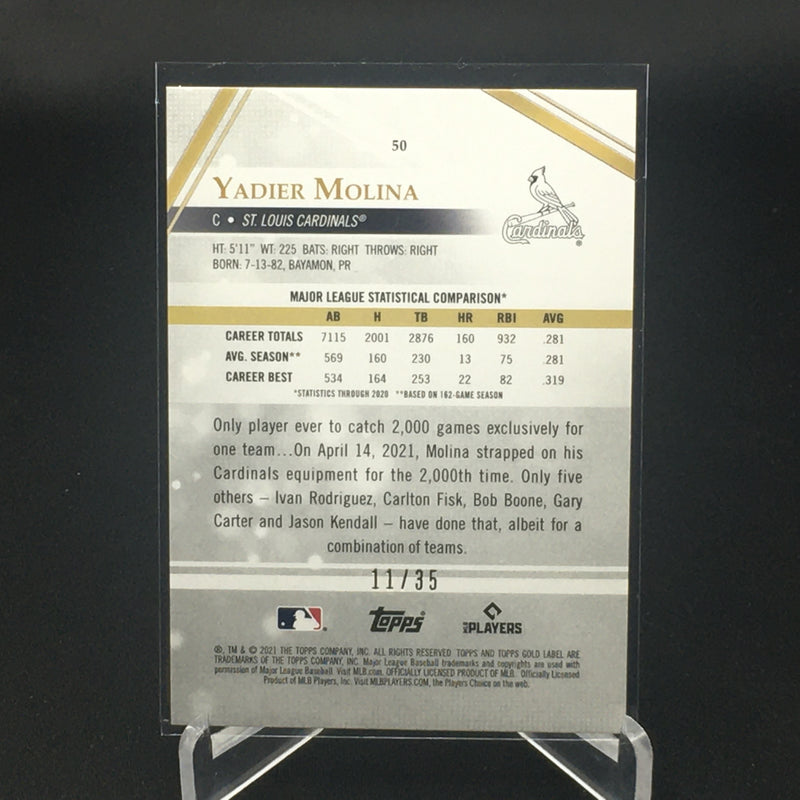 50
YADIER MOLINA
C • ST. LOUIS CARDINALS®
Cardinals®
HT: 5'11" WT: 225 BATS: RIGHT THROWS: RIGHT
BORN: 7-13-82, BAYAMON, PR
MAJOR LEAGUE STATISTICAL COMPARISON*
AB H TB HR RBI AVG
CAREER TOTALS 7115 2001 2876 160 932 .281
AVG. SEASON** 569 160 230 13 75 .281
CAREER BEST 534 164 253 22 82 .319
*STATISTICS THROUGH 2020 **BASED ON 162-GAME SEASON
Only player ever to catch 2,000 games exclusively for
one team...On April 14, 2021, Molina strapped on his
Cardinals equipment for the 2,000th time. Only five
others – Ivan Rodriguez, Carlton Fisk, Bob Boone, Gary
Carter and Jason Kendall – have done that, albeit for a
combination of teams.
11/35
topps®
MLB PLAYERS
®, TM & © 2021 THE TOPPS COMPANY, INC. ALL RIGHTS RESERVED. TOPPS AND TOPPS GOLD LABEL ARE
TRADEMARKS OF THE TOPPS COMPANY, INC. Major League Baseball trademarks and copyrights are used with
permission of Major League Baseball. Visit MLB.com. OFFICIALLY LICENSED PRODUCT OF MLB. Officially Licensed
Product of MLB Players, Inc. Visit MLBPLAYERS.COM, the Players Choice on the web.